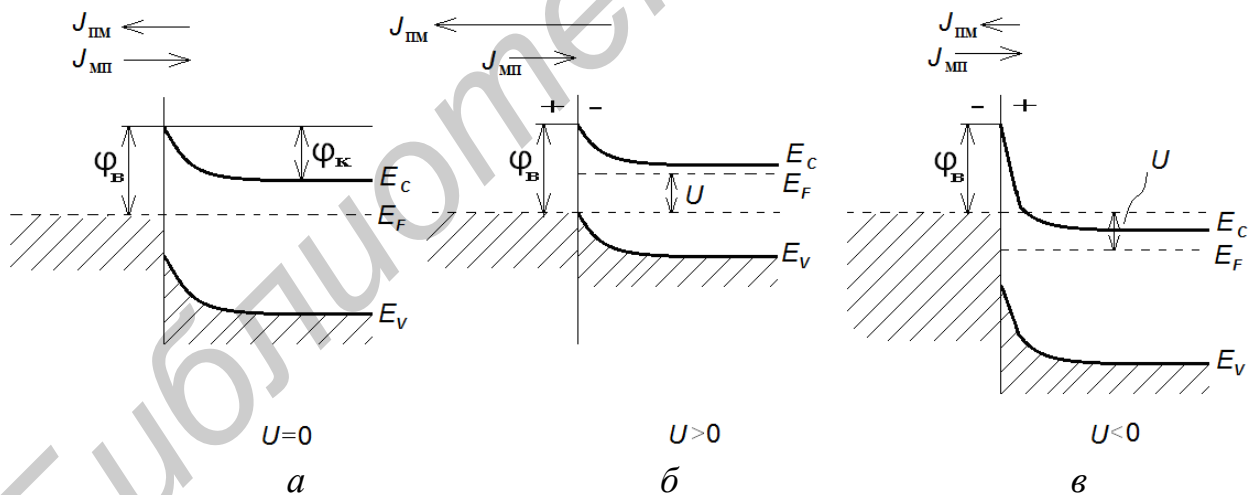 J_ПМ J_ПМ J_ПМ
J_МП J_МП J_МП
+ - - +
φ_в φ_к E_C E_F E_V
φ_в E_C E_F U E_V
φ_в U E_C E_F E_V
U=0 U>0 U<0
а б в